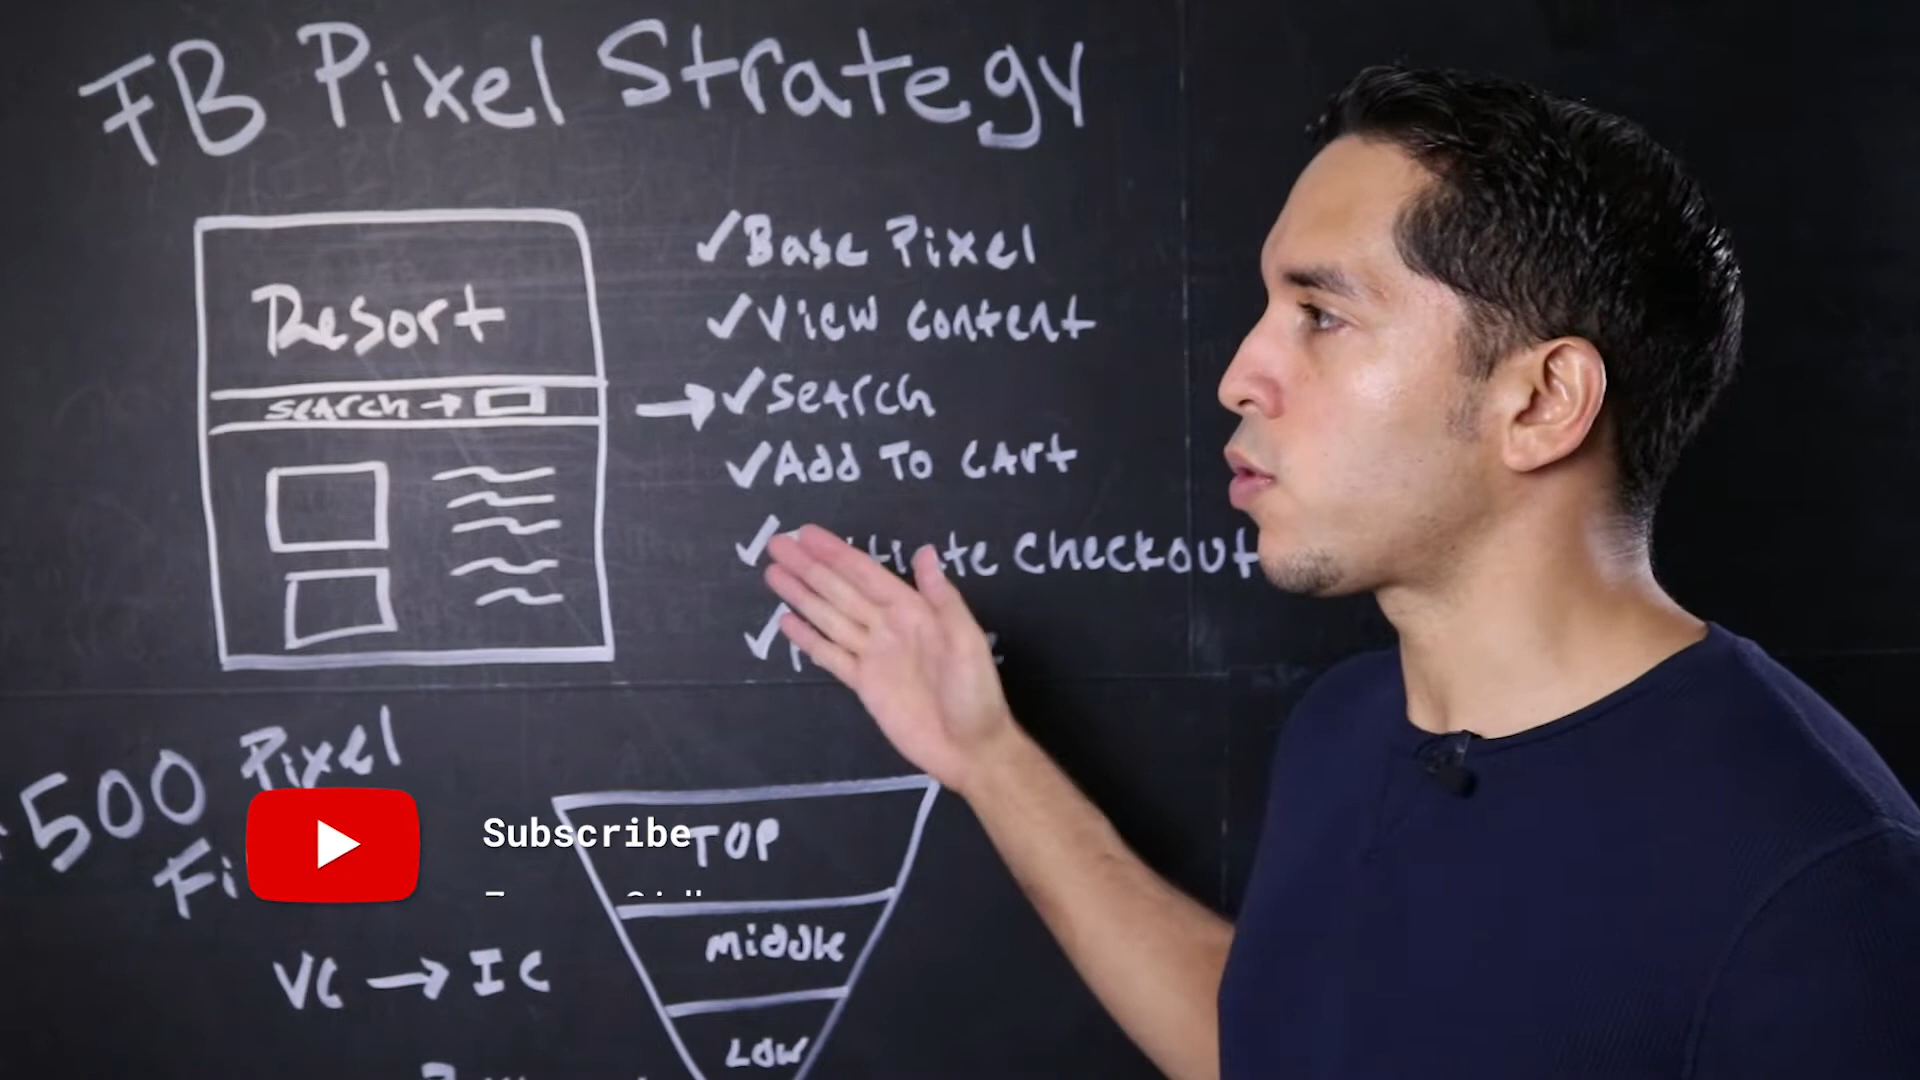 FB Pixel Strategy
Resort
search →
✓Base Pixel
✓View Content
→ ✓Search
✓Add To Cart
✓ Checkout
500 Pixel
Subscribe
TOP
Middle
VC → IC
Low